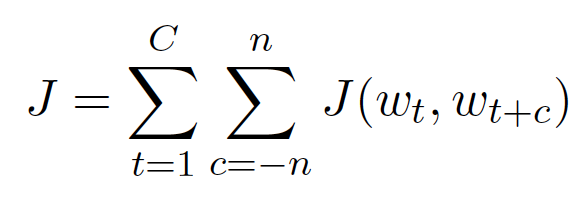 J = \sum_{t=1}^{C} \sum_{c=-n}^{n} J(w_t, w_{t+c})